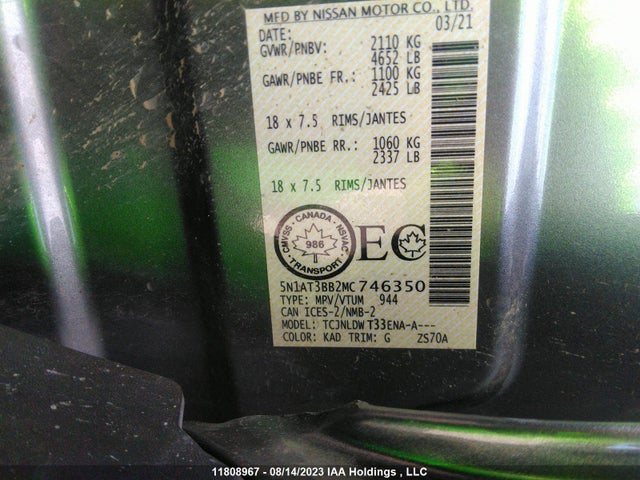 MFD BY NISSAN MOTOR CO., LTD.
DATE: 03/21
GVWR/PNBV: 2110 KG
4652 LB
GAWR/PNBE FR.: 1100 KG
2425 LB
18 x 7.5 RIMS/JANTES
GAWR/PNBE RR.: 1060 KG
2337 LB
18 x 7.5 RIMS/JANTES
CMVSS · CANADA · NSVAC
986
· TRANSPORT ·
EC
5N1AT3BB2MC746350
TYPE: MPV/VTUM 944
CAN ICES-2/NMB-2
MODEL: TCJNLDWT33ENA-A---
COLOR: KAD TRIM: G ZS70A
11808967 - 08/14/2023 IAA Holdings , LLC